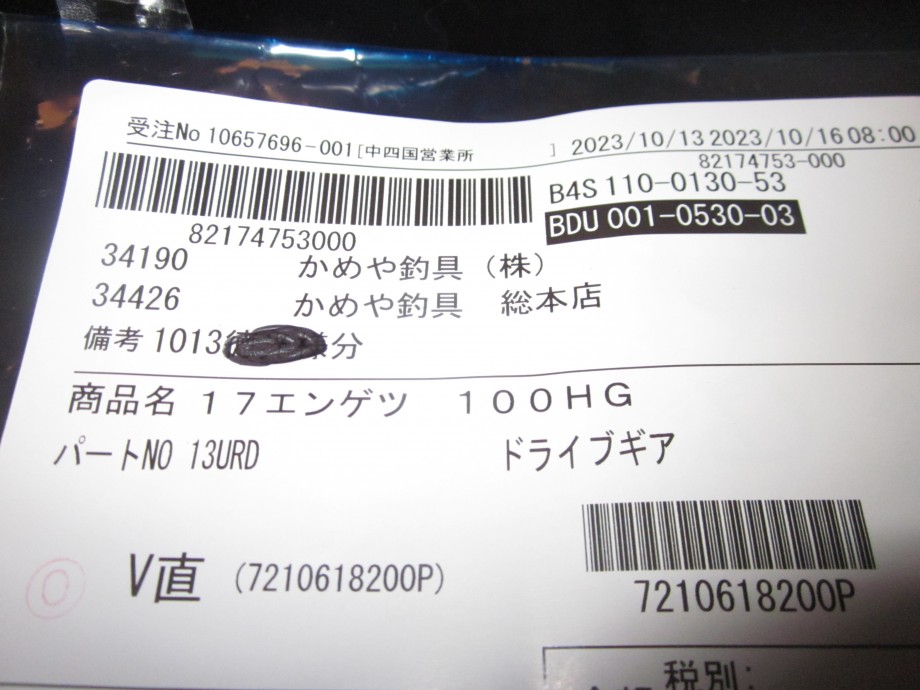 受注No 10657696-001[中四国営業所 ] 2023/10/13 2023/10/16 08:00
82174753-000
B4S 110-0130-53
BDU 001-0530-03
82174753000
34190 かめや釣具（株）
34426 かめや釣具 総本店
備考 1013 分
商品名 １７エンゲツ １００ＨＧ
パートNO 13URD ドライブギア
V直 (7210618200P)
7210618200P
税別: